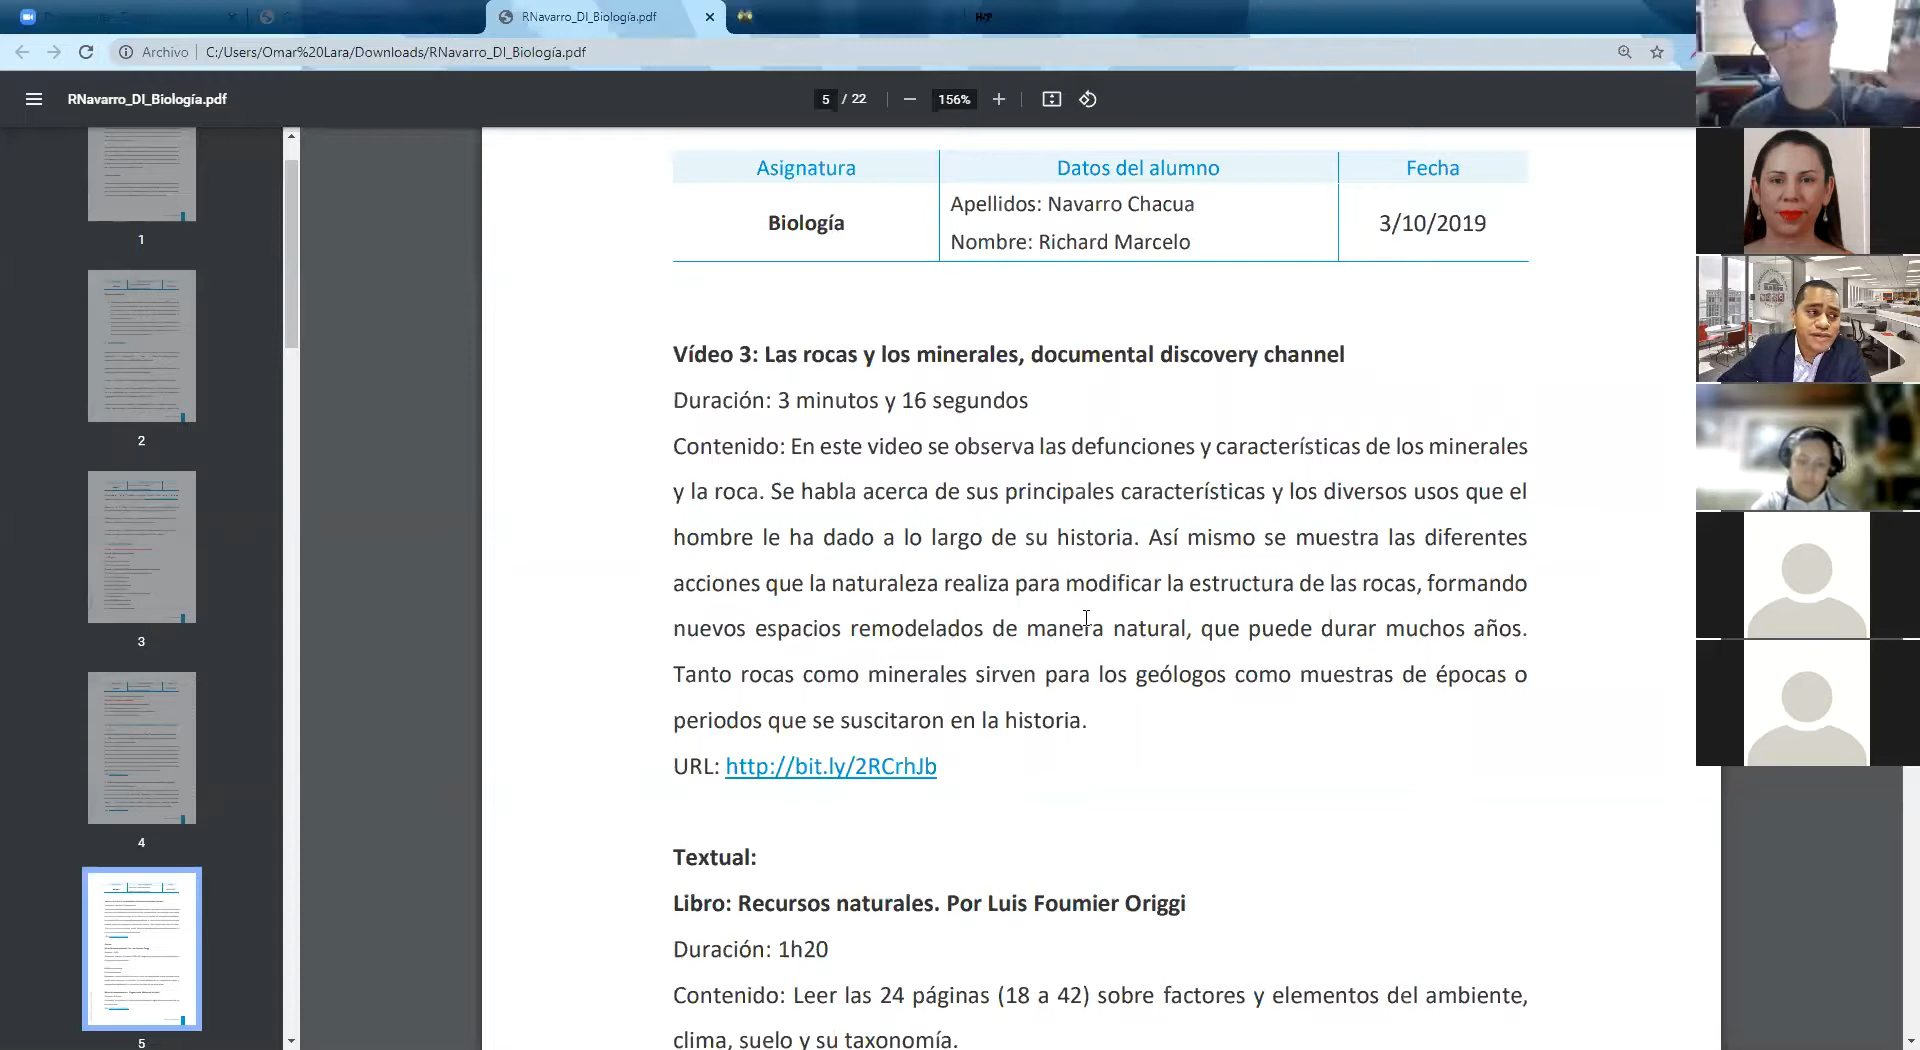 RNavarro_DI_Biología.pdf
Archivo C:/Users/Omar%20Lara/Downloads/RNavarro_DI_Biología.pdf
RNavarro_DI_Biología.pdf 5 / 22 156%
1
2
3
4
5
Asignatura Datos del alumno Fecha
Biología
Apellidos: Navarro Chacua
Nombre: Richard Marcelo
3/10/2019
Vídeo 3: Las rocas y los minerales, documental discovery channel
Duración: 3 minutos y 16 segundos
Contenido: En este video se observa las defunciones y características de los minerales
y la roca. Se habla acerca de sus principales características y los diversos usos que el
hombre le ha dado a lo largo de su historia. Así mismo se muestra las diferentes
acciones que la naturaleza realiza para modificar la estructura de las rocas, formando
nuevos espacios remodelados de manera natural, que puede durar muchos años.
Tanto rocas como minerales sirven para los geólogos como muestras de épocas o
periodos que se suscitaron en la historia.
URL: http://bit.ly/2RCrhJb
Textual:
Libro: Recursos naturales. Por Luis Foumier Origgi
Duración: 1h20
Contenido: Leer las 24 páginas (18 a 42) sobre factores y elementos del ambiente,
clima, suelo y su taxonomía.